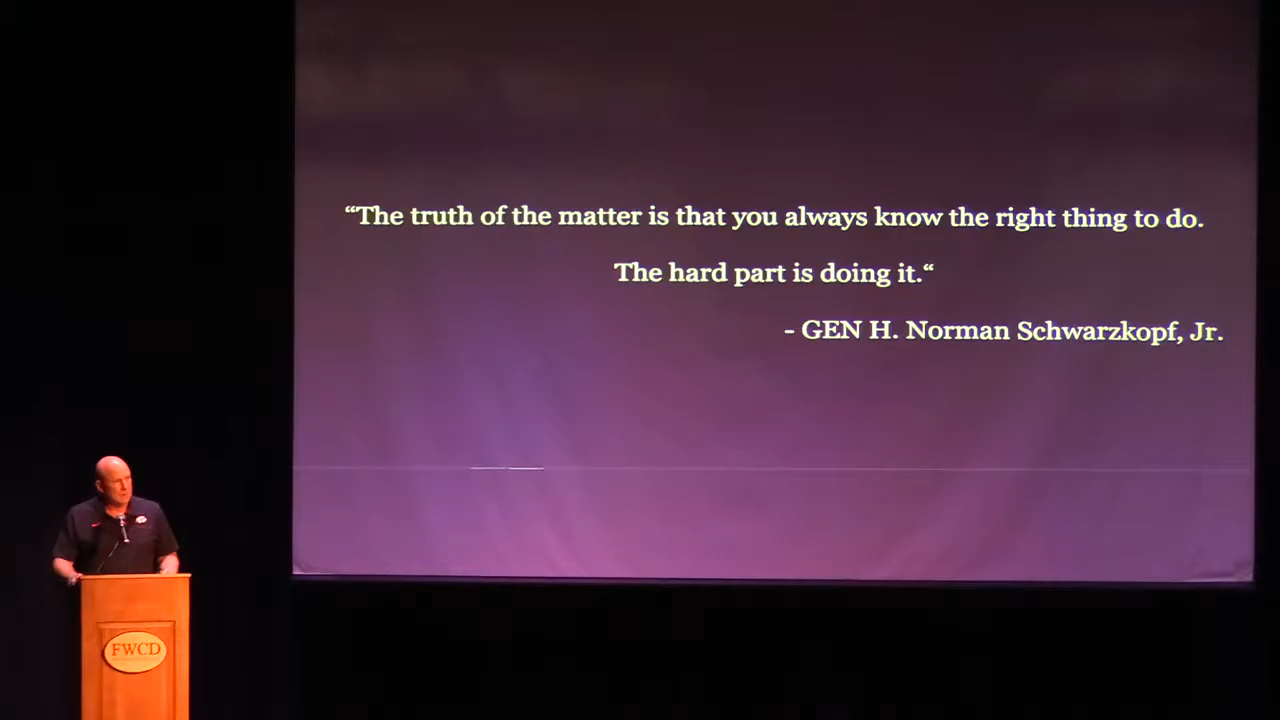 “The truth of the matter is that you always know the right thing to do.
The hard part is doing it.“
- GEN H. Norman Schwarzkopf, Jr.
FWCD